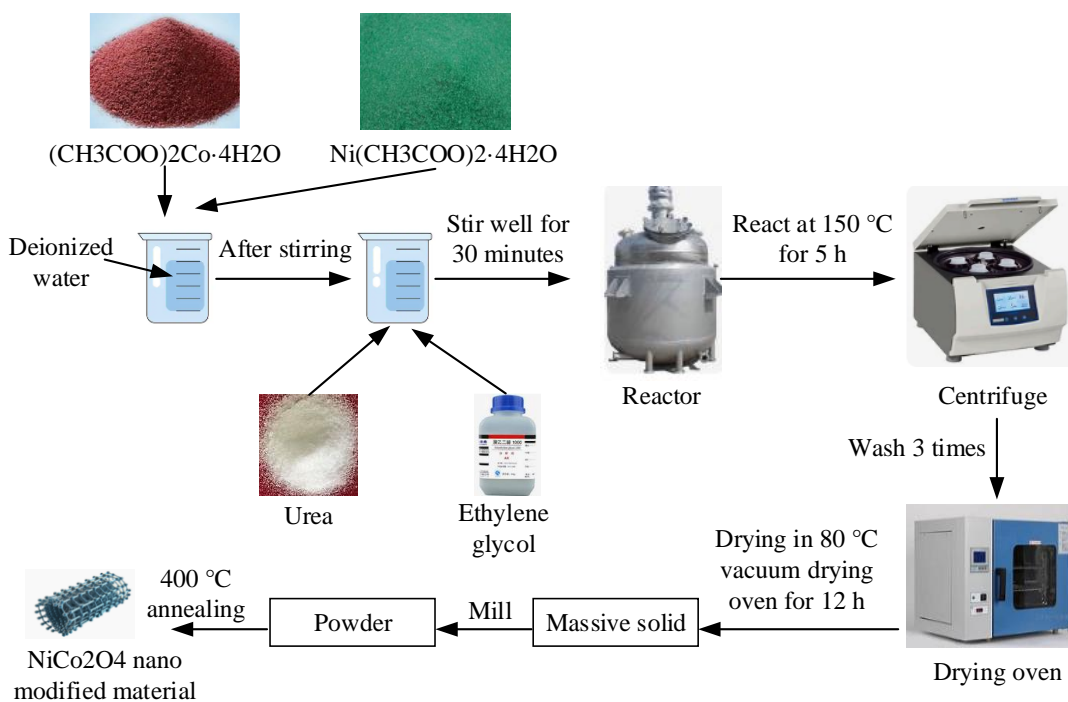 (CH3COO)2Co·4H2O
Ni(CH3COO)2·4H2O
Deionized
water
After stirring
Stir well for
30 minutes
React at 150 °C
for 5 h
Reactor
Centrifuge
Urea
Ethylene
glycol
Wash 3 times
Drying in 80 °C
vacuum drying
oven for 12 h
Drying oven
Massive solid
Mill
Powder
400 °C
annealing
NiCo2O4 nano
modified material